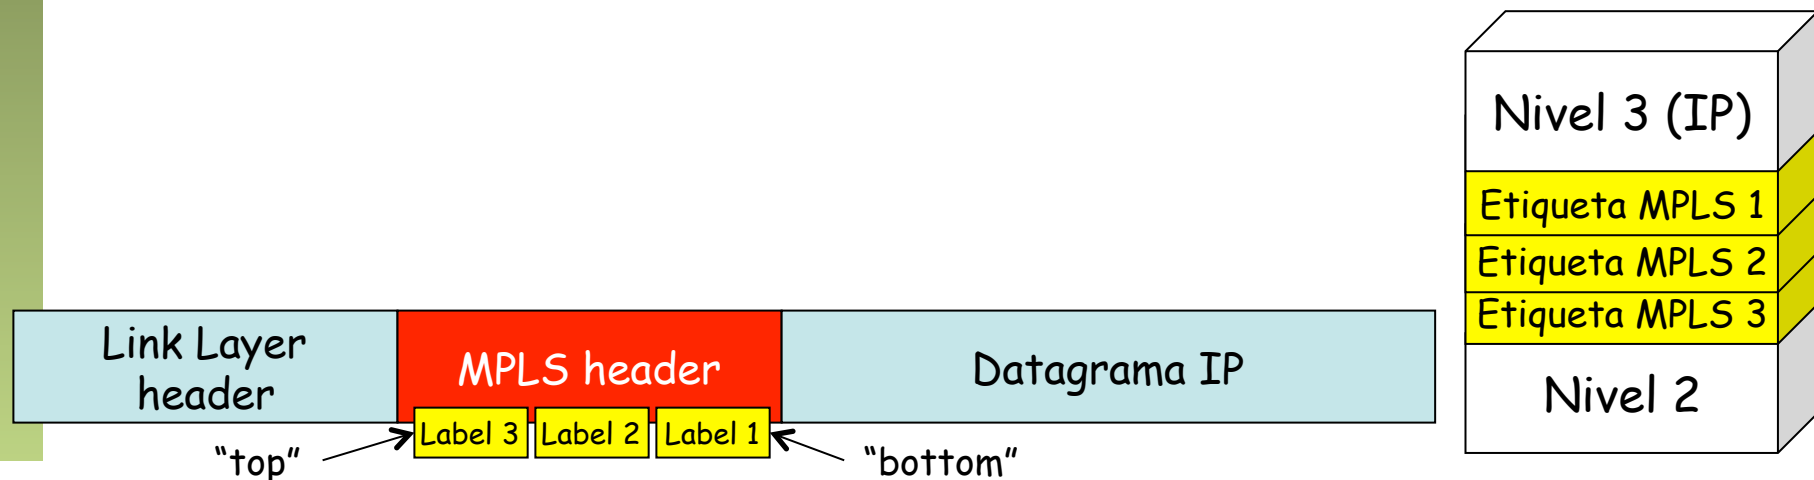 Link Layer
header
MPLS header
Datagrama IP
Label 3
Label 2
Label 1
“top”
“bottom”
Nivel 3 (IP)
Etiqueta MPLS 1
Etiqueta MPLS 2
Etiqueta MPLS 3
Nivel 2